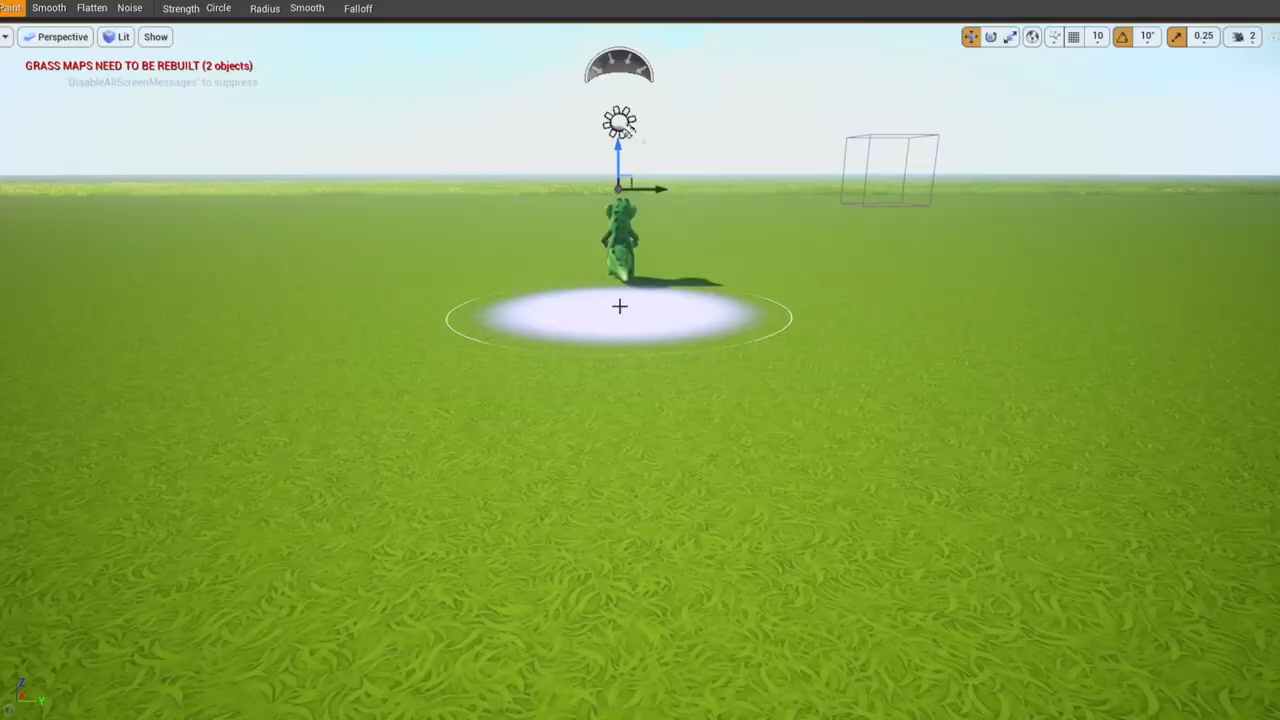 Paint Smooth Flatten Noise Strength Circle Radius Smooth Falloff
Perspective Lit Show 10 10° 0.25 2
GRASS MAPS NEED TO BE REBUILT (2 objects)
'DisableAllScreenMessages' to suppress
Z
X
Y